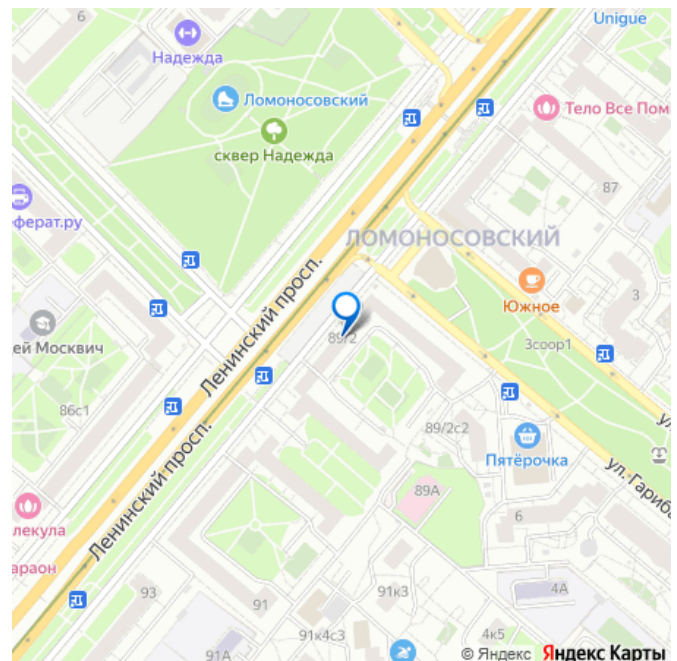 6
Unigue
Надежда
Ломоносовский
Тело Все Пом
сквер Надежда
87
ферат.ру
ЛОМОНОСОВСКИЙ
Ленинский просп.
Южное
3
89/2
3соор1
ей Москвич
86с1
89/2с2
Пятёрочка
ул. Гариба
Ленинский просп.
89А
лекула
6
араон
93
91
91к3
4А
91А
91к4с3
4к5
© Яндекс Яндекс Карты